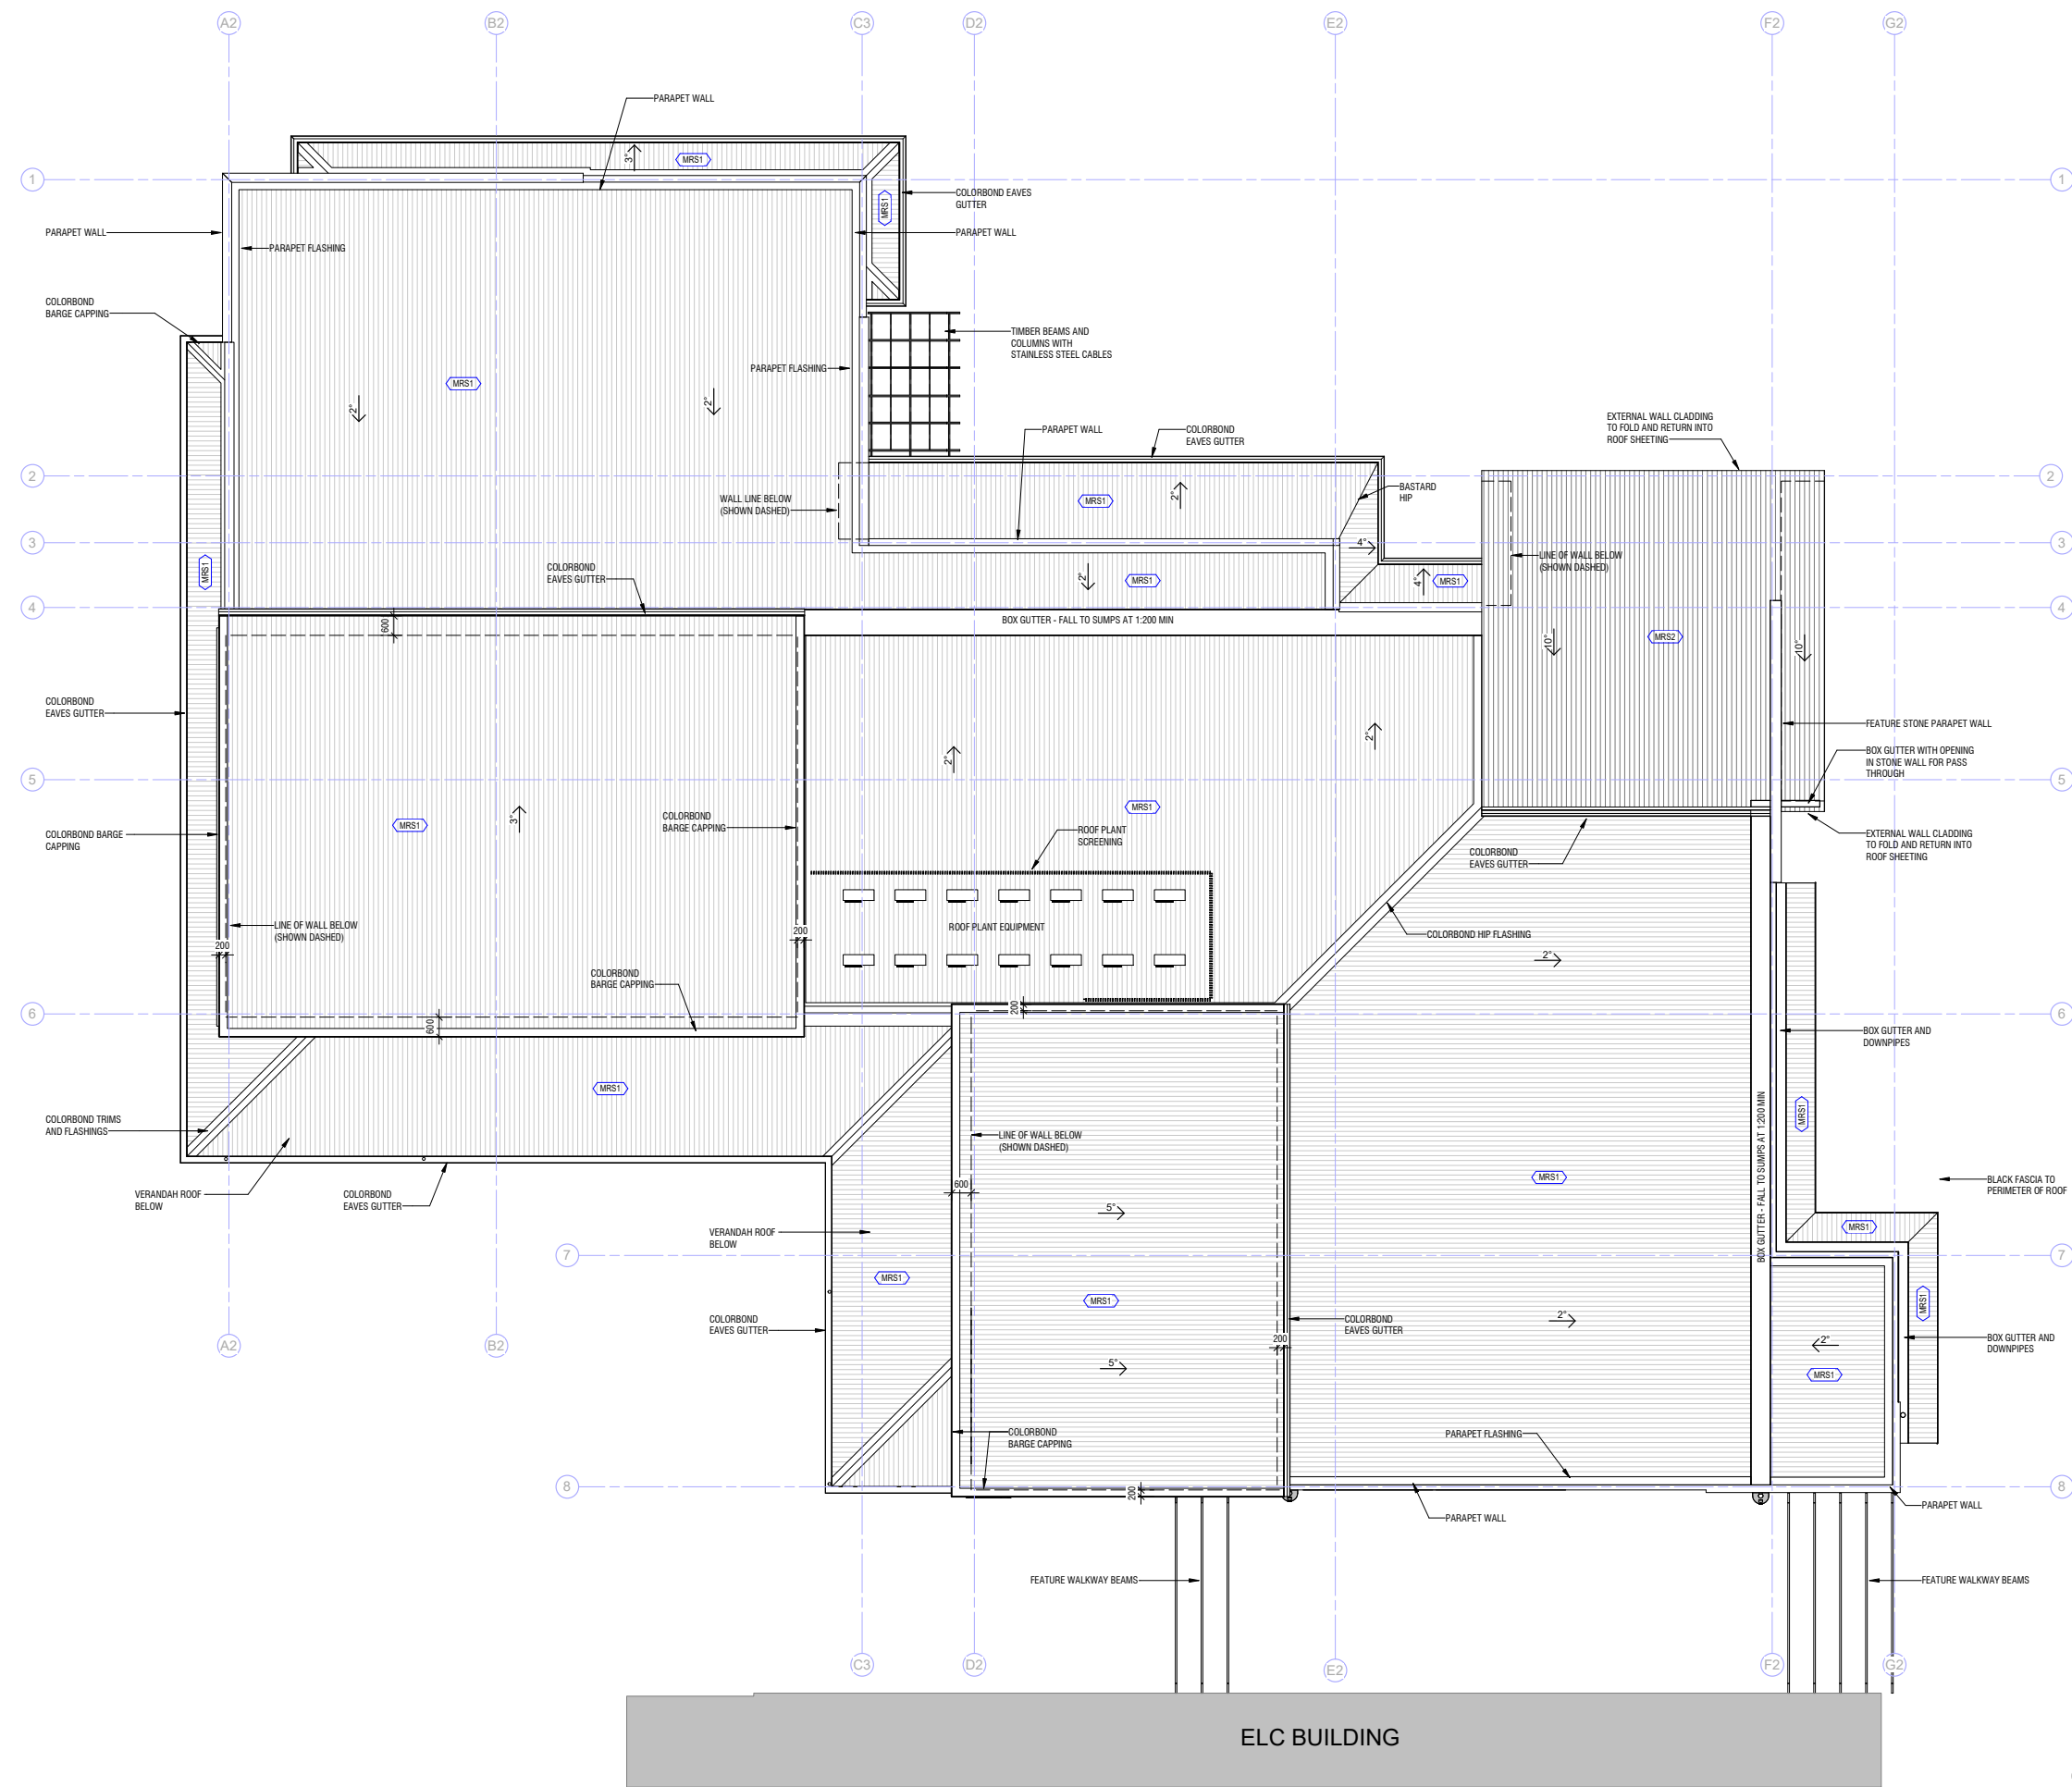 A2
B2
C3
D2
E2
F2
G2
PARAPET WALL
3°
MRS1
1
1
MRS1
COLORBOND EAVES
GUTTER
PARAPET WALL
PARAPET FLASHING
PARAPET WALL
COLORBOND
BARGE CAPPING
TIMBER BEAMS AND
COLUMNS WITH
STAINLESS STEEL CABLES
PARAPET FLASHING
MRS1
2°
2°
PARAPET WALL
COLORBOND
EAVES GUTTER
EXTERNAL WALL CLADDING
TO FOLD AND RETURN INTO
ROOF SHEETING
2
2
WALL LINE BELOW
(SHOWN DASHED)
MRS1
2°
BASTARD
HIP
3
3
4°
LINE OF WALL BELOW
(SHOWN DASHED)
MRS1
COLORBOND
EAVES GUTTER
2°
MRS1
4°
MRS1
4
4
600
BOX GUTTER - FALL TO SUMPS AT 1:200 MIN
10°
MRS2
10°
COLORBOND
EAVES GUTTER
2°
2°
FEATURE STONE PARAPET WALL
BOX GUTTER WITH OPENING
IN STONE WALL FOR PASS
THROUGH
5
5
COLORBOND BARGE
CAPPING
MRS1
3°
COLORBOND
BARGE CAPPING
MRS1
ROOF PLANT
SCREENING
COLORBOND
EAVES GUTTER
EXTERNAL WALL CLADDING
TO FOLD AND RETURN INTO
ROOF SHEETING
LINE OF WALL BELOW
(SHOWN DASHED)
200
200
ROOF PLANT EQUIPMENT
COLORBOND HIP FLASHING
2°
COLORBOND
BARGE CAPPING
6
6
600
200
BOX GUTTER AND
DOWNPIPES
MRS1
COLORBOND TRIMS
AND FLASHINGS
LINE OF WALL BELOW
(SHOWN DASHED)
MRS1
BOX GUTTER - FALL TO SUMPS AT 1:200 MIN
VERANDAH ROOF
BELOW
COLORBOND
EAVES GUTTER
600
MRS1
BLACK FASCIA TO
PERIMETER OF ROOF
5°
VERANDAH ROOF
BELOW
MRS1
7
7
MRS1
MRS1
MRS1
COLORBOND
EAVES GUTTER
COLORBOND
EAVES GUTTER
2°
2°
200
BOX GUTTER AND
DOWNPIPES
A2
B2
5°
MRS1
COLORBOND
BARGE CAPPING
PARAPET FLASHING
8
8
200
PARAPET WALL
PARAPET WALL
FEATURE WALKWAY BEAMS
FEATURE WALKWAY BEAMS
C3
D2
E2
F2
G2
ELC BUILDING